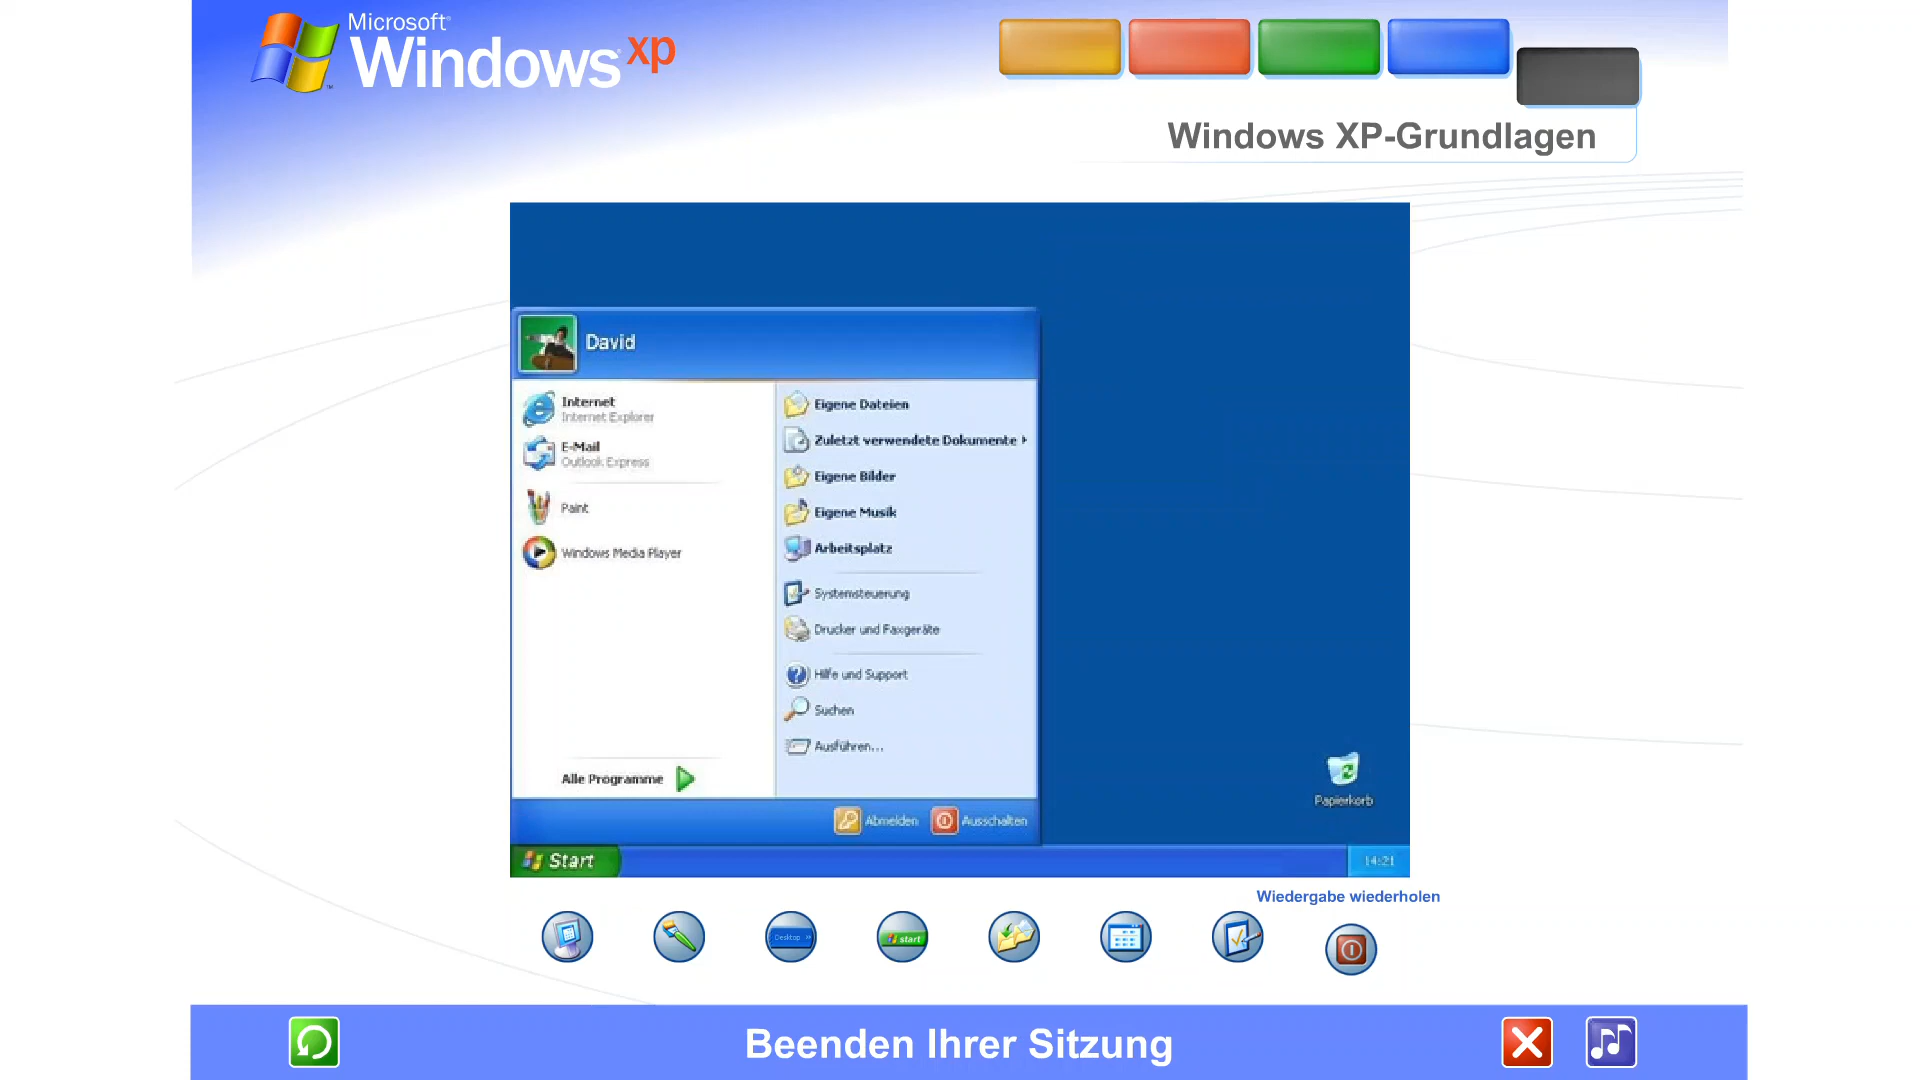 Microsoft®
Windows® xp
Windows XP-Grundlagen
David
Internet
Internet Explorer
E-Mail
Outlook Express
Paint
Windows Media Player
Alle Programme
Eigene Dateien
Zuletzt verwendete Dokumente
Eigene Bilder
Eigene Musik
Arbeitsplatz
Systemsteuerung
Drucker und Faxgeräte
Hilfe und Support
Suchen
Ausführen...
Abmelden
Ausschalten
Papierkorb
Start
14:21
Wiedergabe wiederholen
Desktop »
start
Beenden Ihrer Sitzung